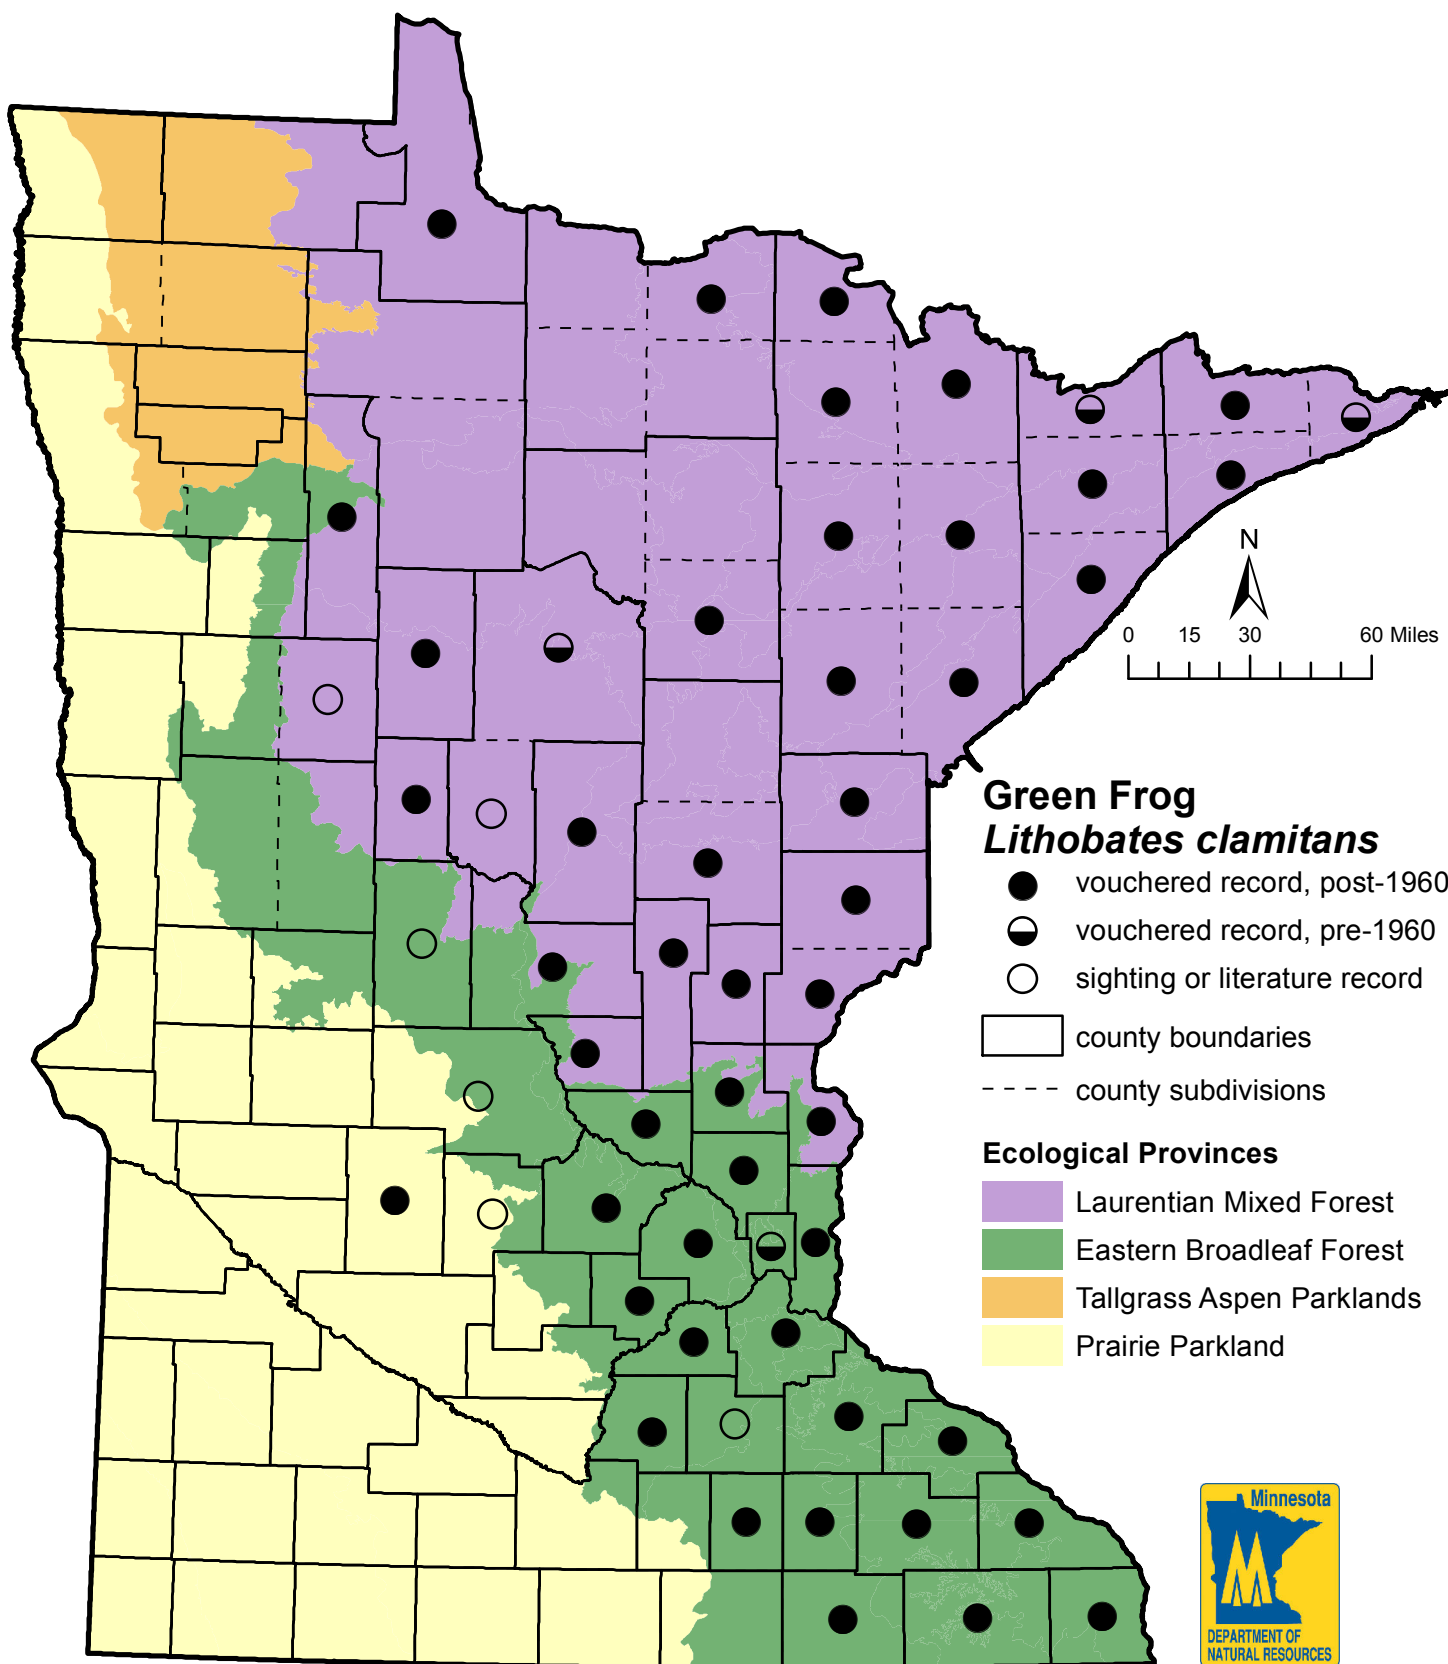 N
0 15 30 60 Miles
Green Frog
Lithobates clamitans
vouchered record, post-1960
vouchered record, pre-1960
sighting or literature record
county boundaries
county subdivisions
Ecological Provinces
Laurentian Mixed Forest
Eastern Broadleaf Forest
Tallgrass Aspen Parklands
Prairie Parkland
Minnesota
M
DEPARTMENT OF
NATURAL RESOURCES